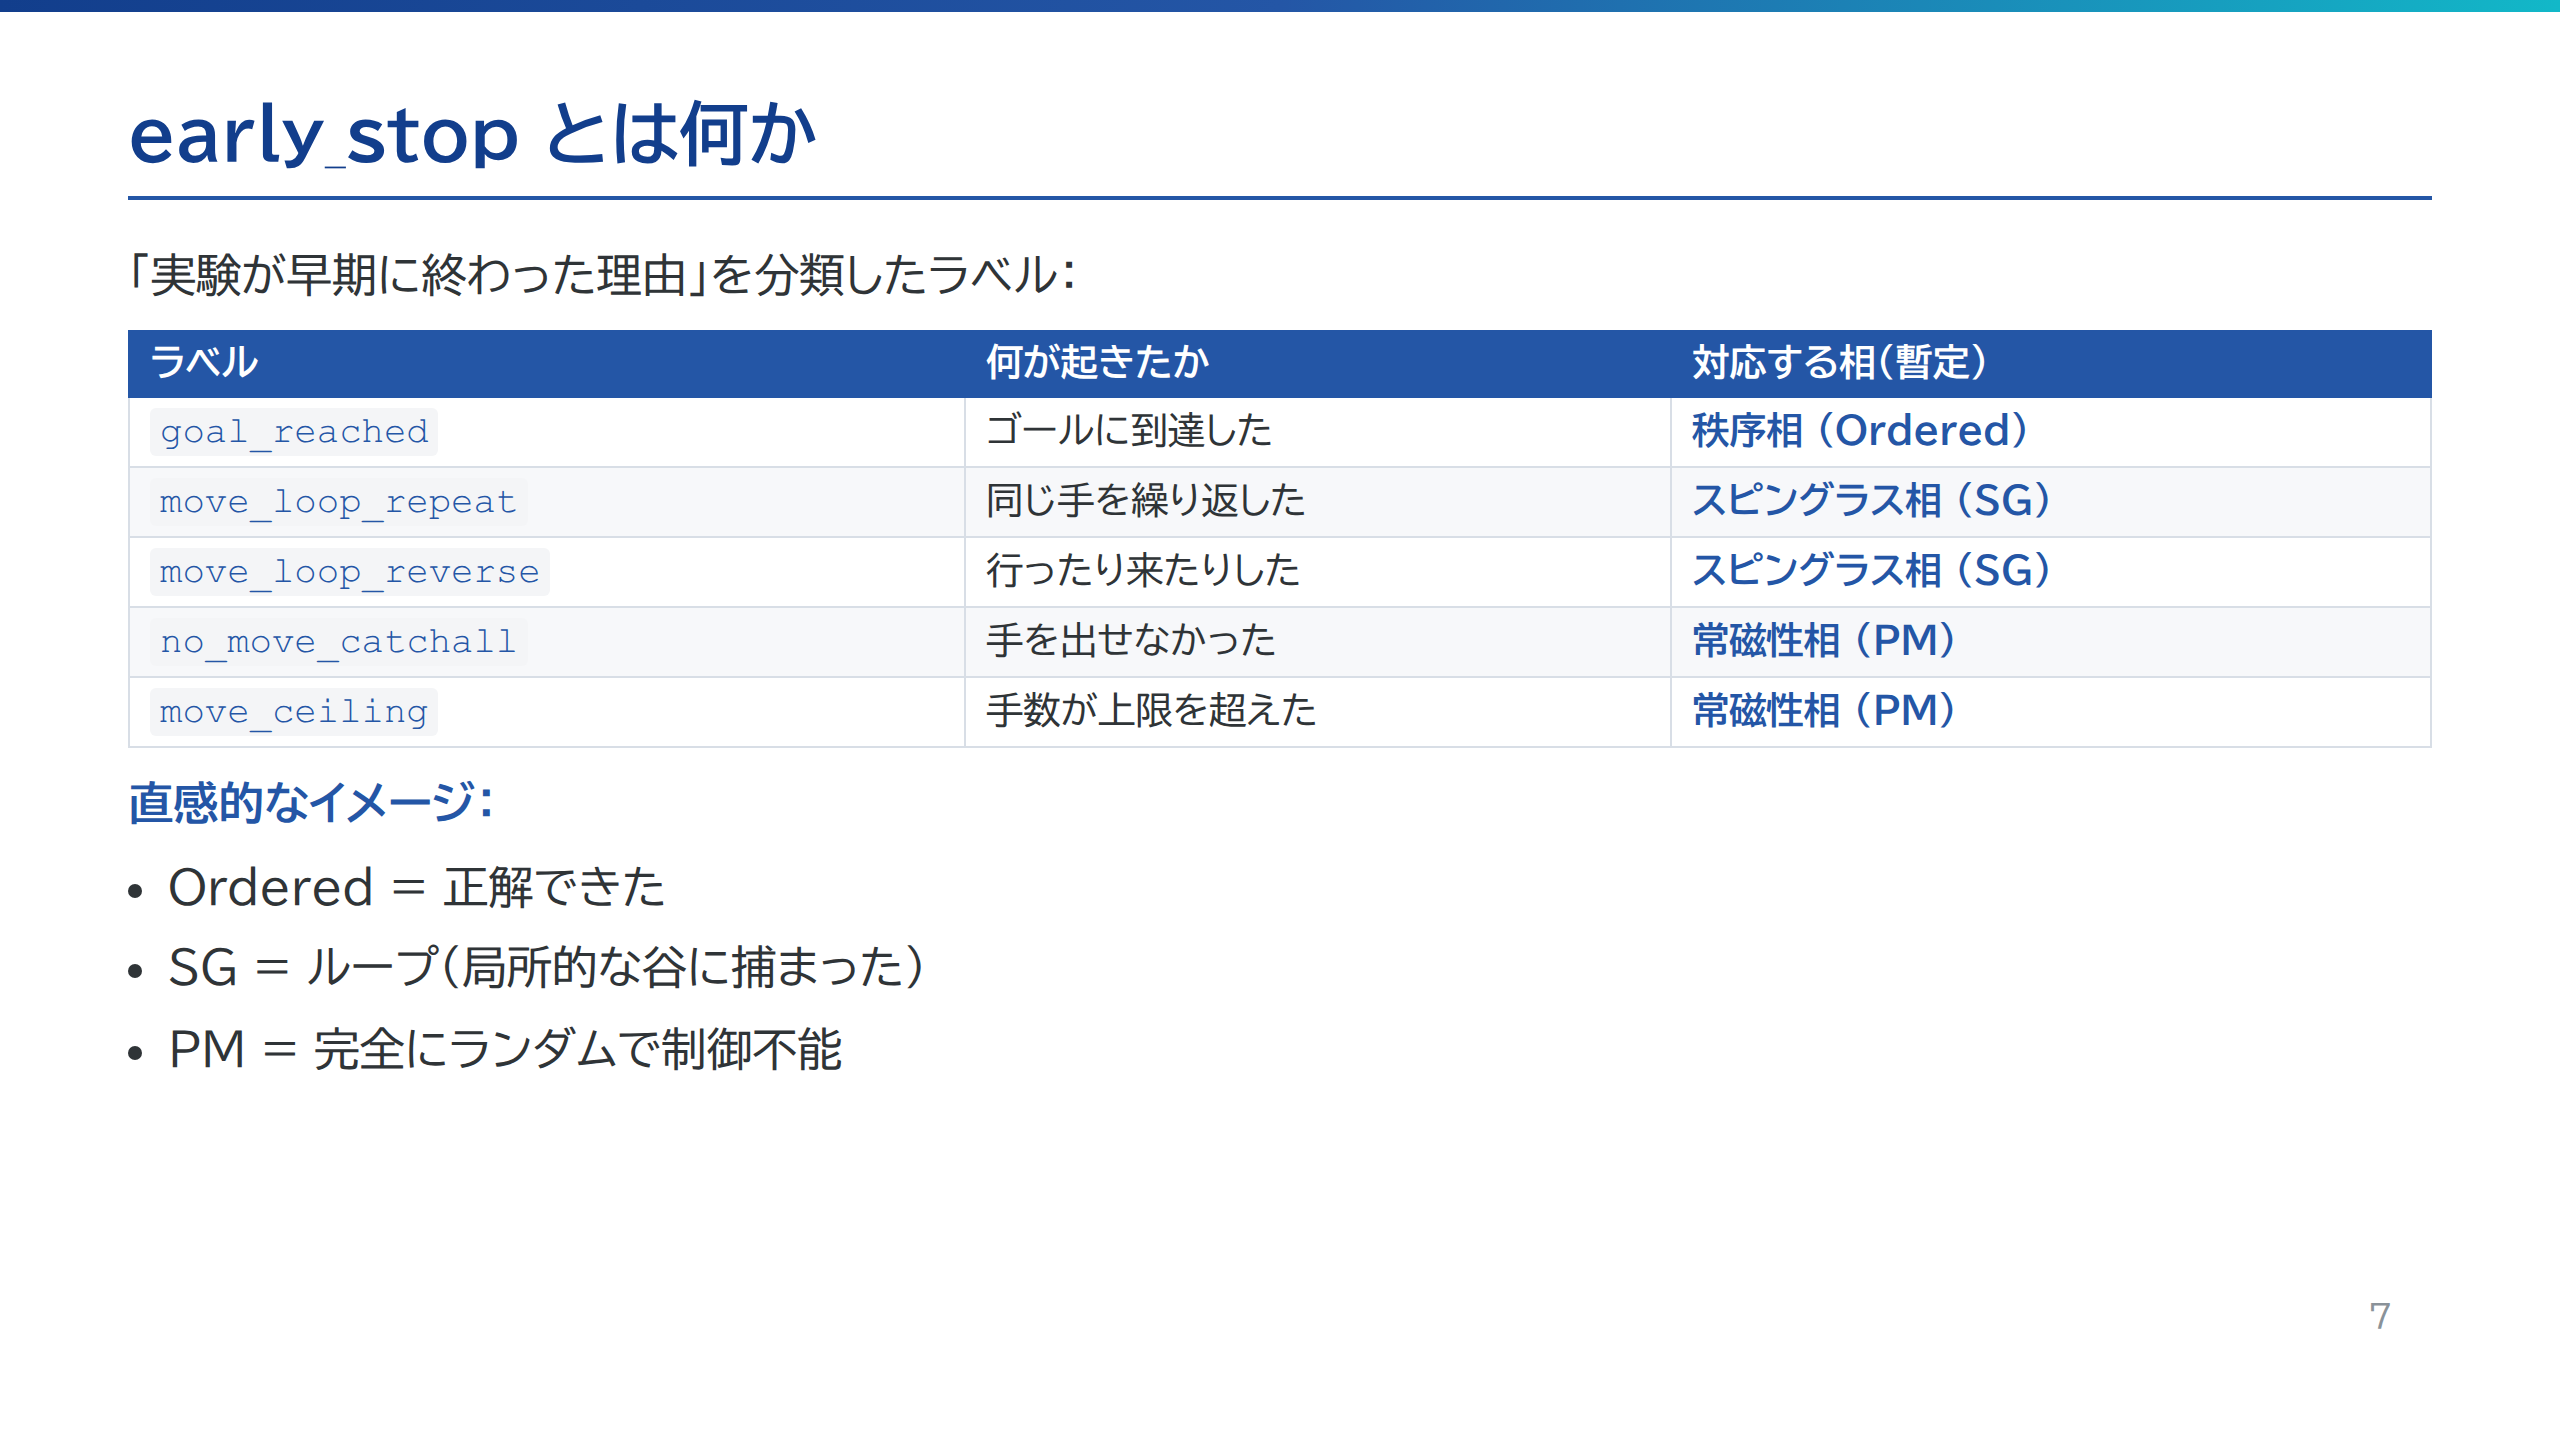 early_stop とは何か
「実験が早期に終わった理由」を分類したラベル：
ラベル 何が起きたか 対応する相（暫定）
goal_reached ゴールに到達した 秩序相（Ordered）
move_loop_repeat 同じ手を繰り返した スピングラス相（SG）
move_loop_reverse 行ったり来たりした スピングラス相（SG）
no_move_catchall 手を出せなかった 常磁性相（PM）
move_ceiling 手数が上限を超えた 常磁性相（PM）
直感的なイメージ：
• Ordered = 正解できた
• SG = ループ（局所的な谷に捕まった）
• PM = 完全にランダムで制御不能
7